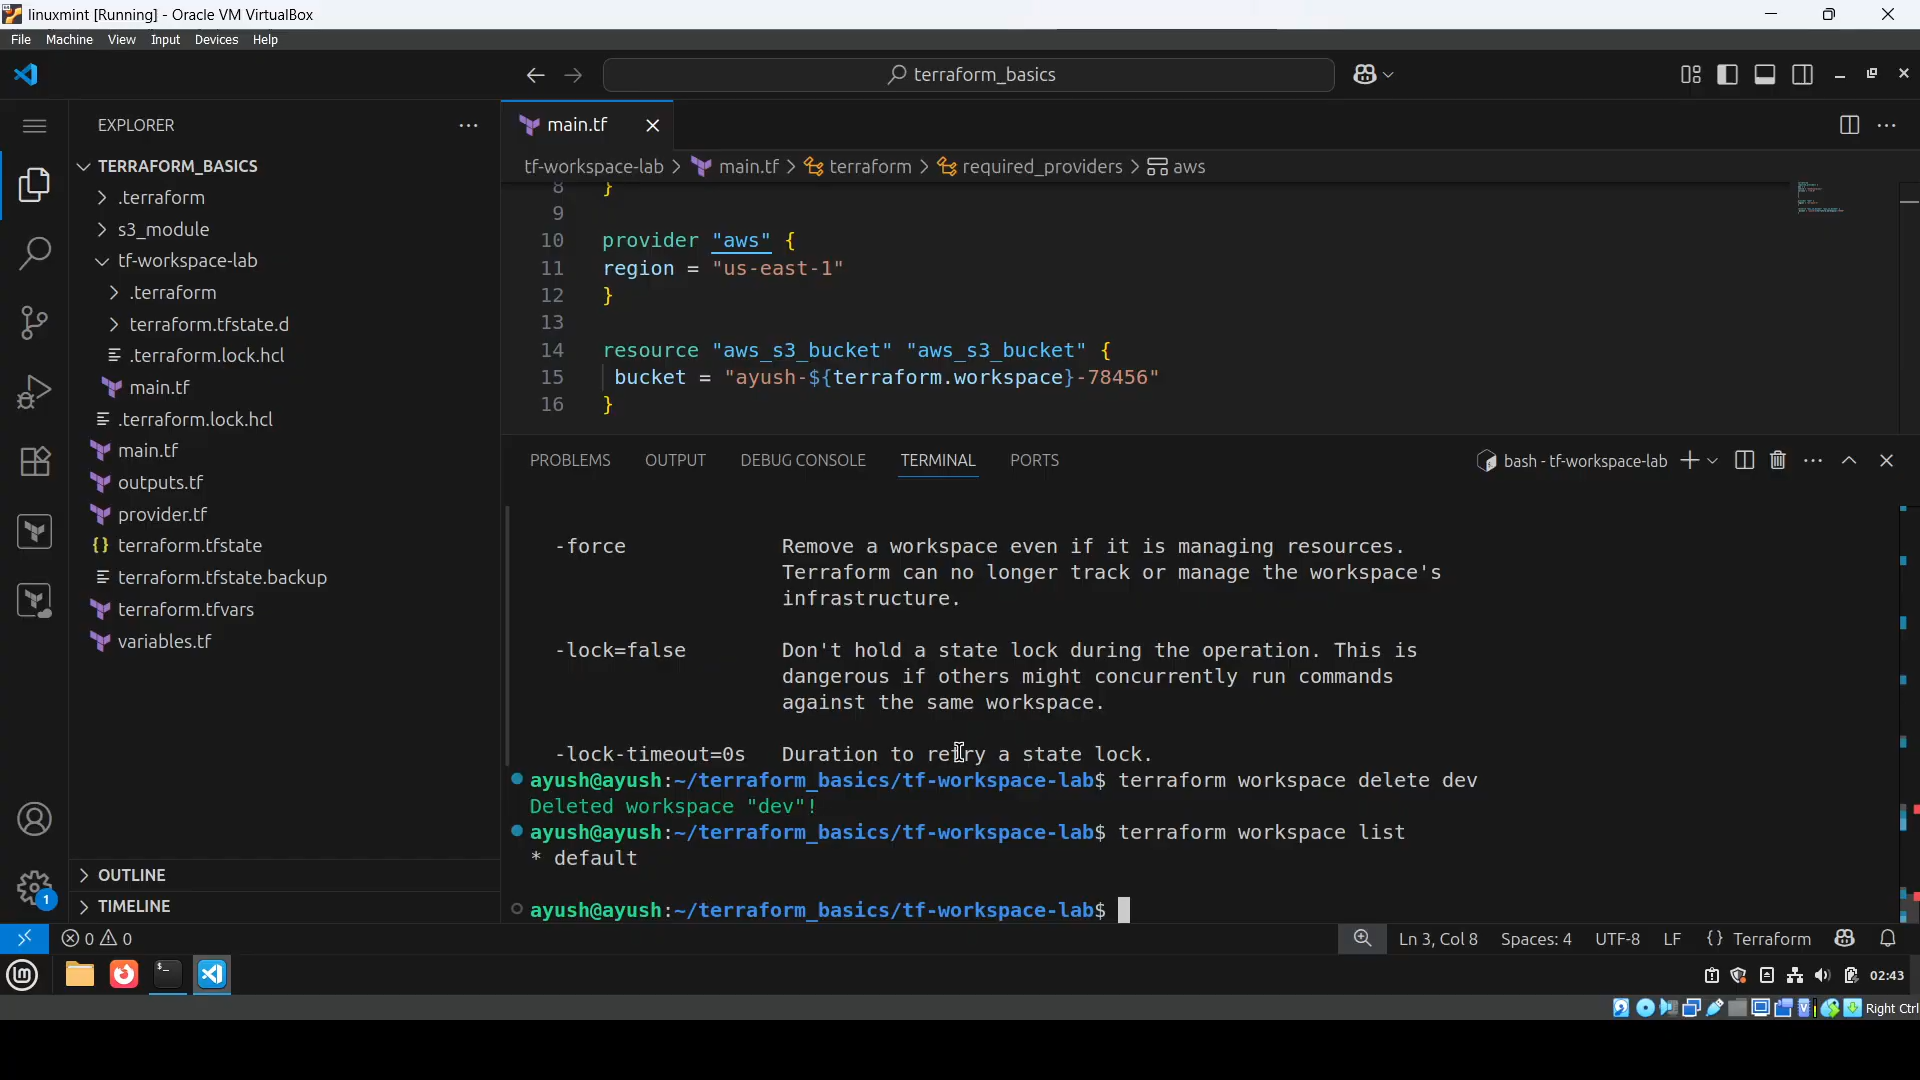 linuxmint [Running] - Oracle VM VirtualBox
File Machine View Input Devices Help
terraform_basics
EXPLORER
TERRAFORM_BASICS
.terraform
s3_module
tf-workspace-lab
.terraform
terraform.tfstate.d
.terraform.lock.hcl
main.tf
.terraform.lock.hcl
main.tf
outputs.tf
provider.tf
{} terraform.tfstate
terraform.tfstate.backup
terraform.tfvars
variables.tf
OUTLINE
TIMELINE
main.tf
tf-workspace-lab > main.tf > terraform > required_providers > aws
8 }
9
10 provider "aws" {
11 region = "us-east-1"
12 }
13
14 resource "aws_s3_bucket" "aws_s3_bucket" {
15 bucket = "ayush-${terraform.workspace}-78456"
16 }
PROBLEMS OUTPUT DEBUG CONSOLE TERMINAL PORTS
bash - tf-workspace-lab
-force Remove a workspace even if it is managing resources.
Terraform can no longer track or manage the workspace's
infrastructure.
-lock=false Don't hold a state lock during the operation. This is
dangerous if others might concurrently run commands
against the same workspace.
-lock-timeout=0s Duration to retry a state lock.
ayush@ayush:~/terraform_basics/tf-workspace-lab$ terraform workspace delete dev
Deleted workspace "dev"!
ayush@ayush:~/terraform_basics/tf-workspace-lab$ terraform workspace list
* default
ayush@ayush:~/terraform_basics/tf-workspace-lab$
1
0 0
Ln 3, Col 8 Spaces: 4 UTF-8 LF {} Terraform
02:43
Right Ctrl